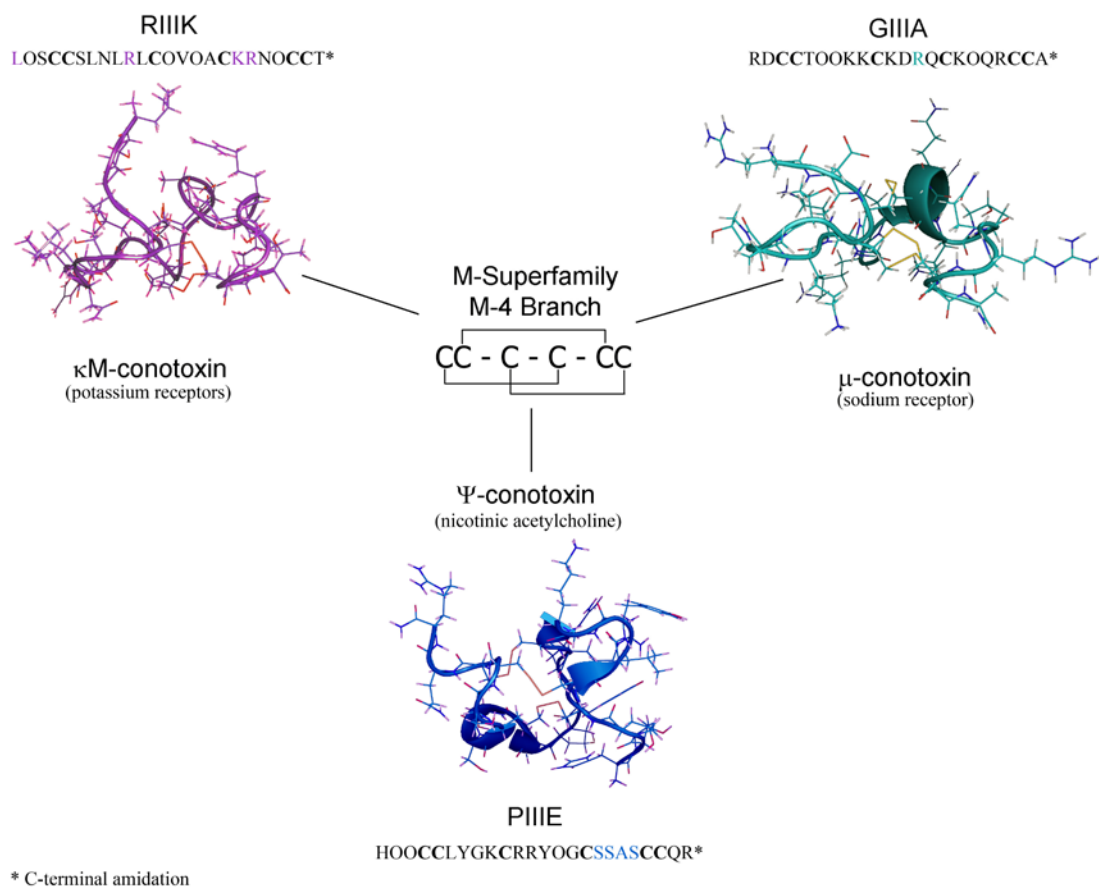 RIIIK
LOSCCSLNLRLCOVOACKRNOCCT*
GIIIA
RDCCTOOKKCKDRQCKOQRCCA*
M-Superfamily
M-4 Branch
CC - C - C - CC
κM-conotoxin
(potassium receptors)
μ-conotoxin
(sodium receptor)
Ψ-conotoxin
(nicotinic acetylcholine)
PIIIE
HOOCCLYGKCRRYOGCSSASCCQR*
* C-terminal amidation